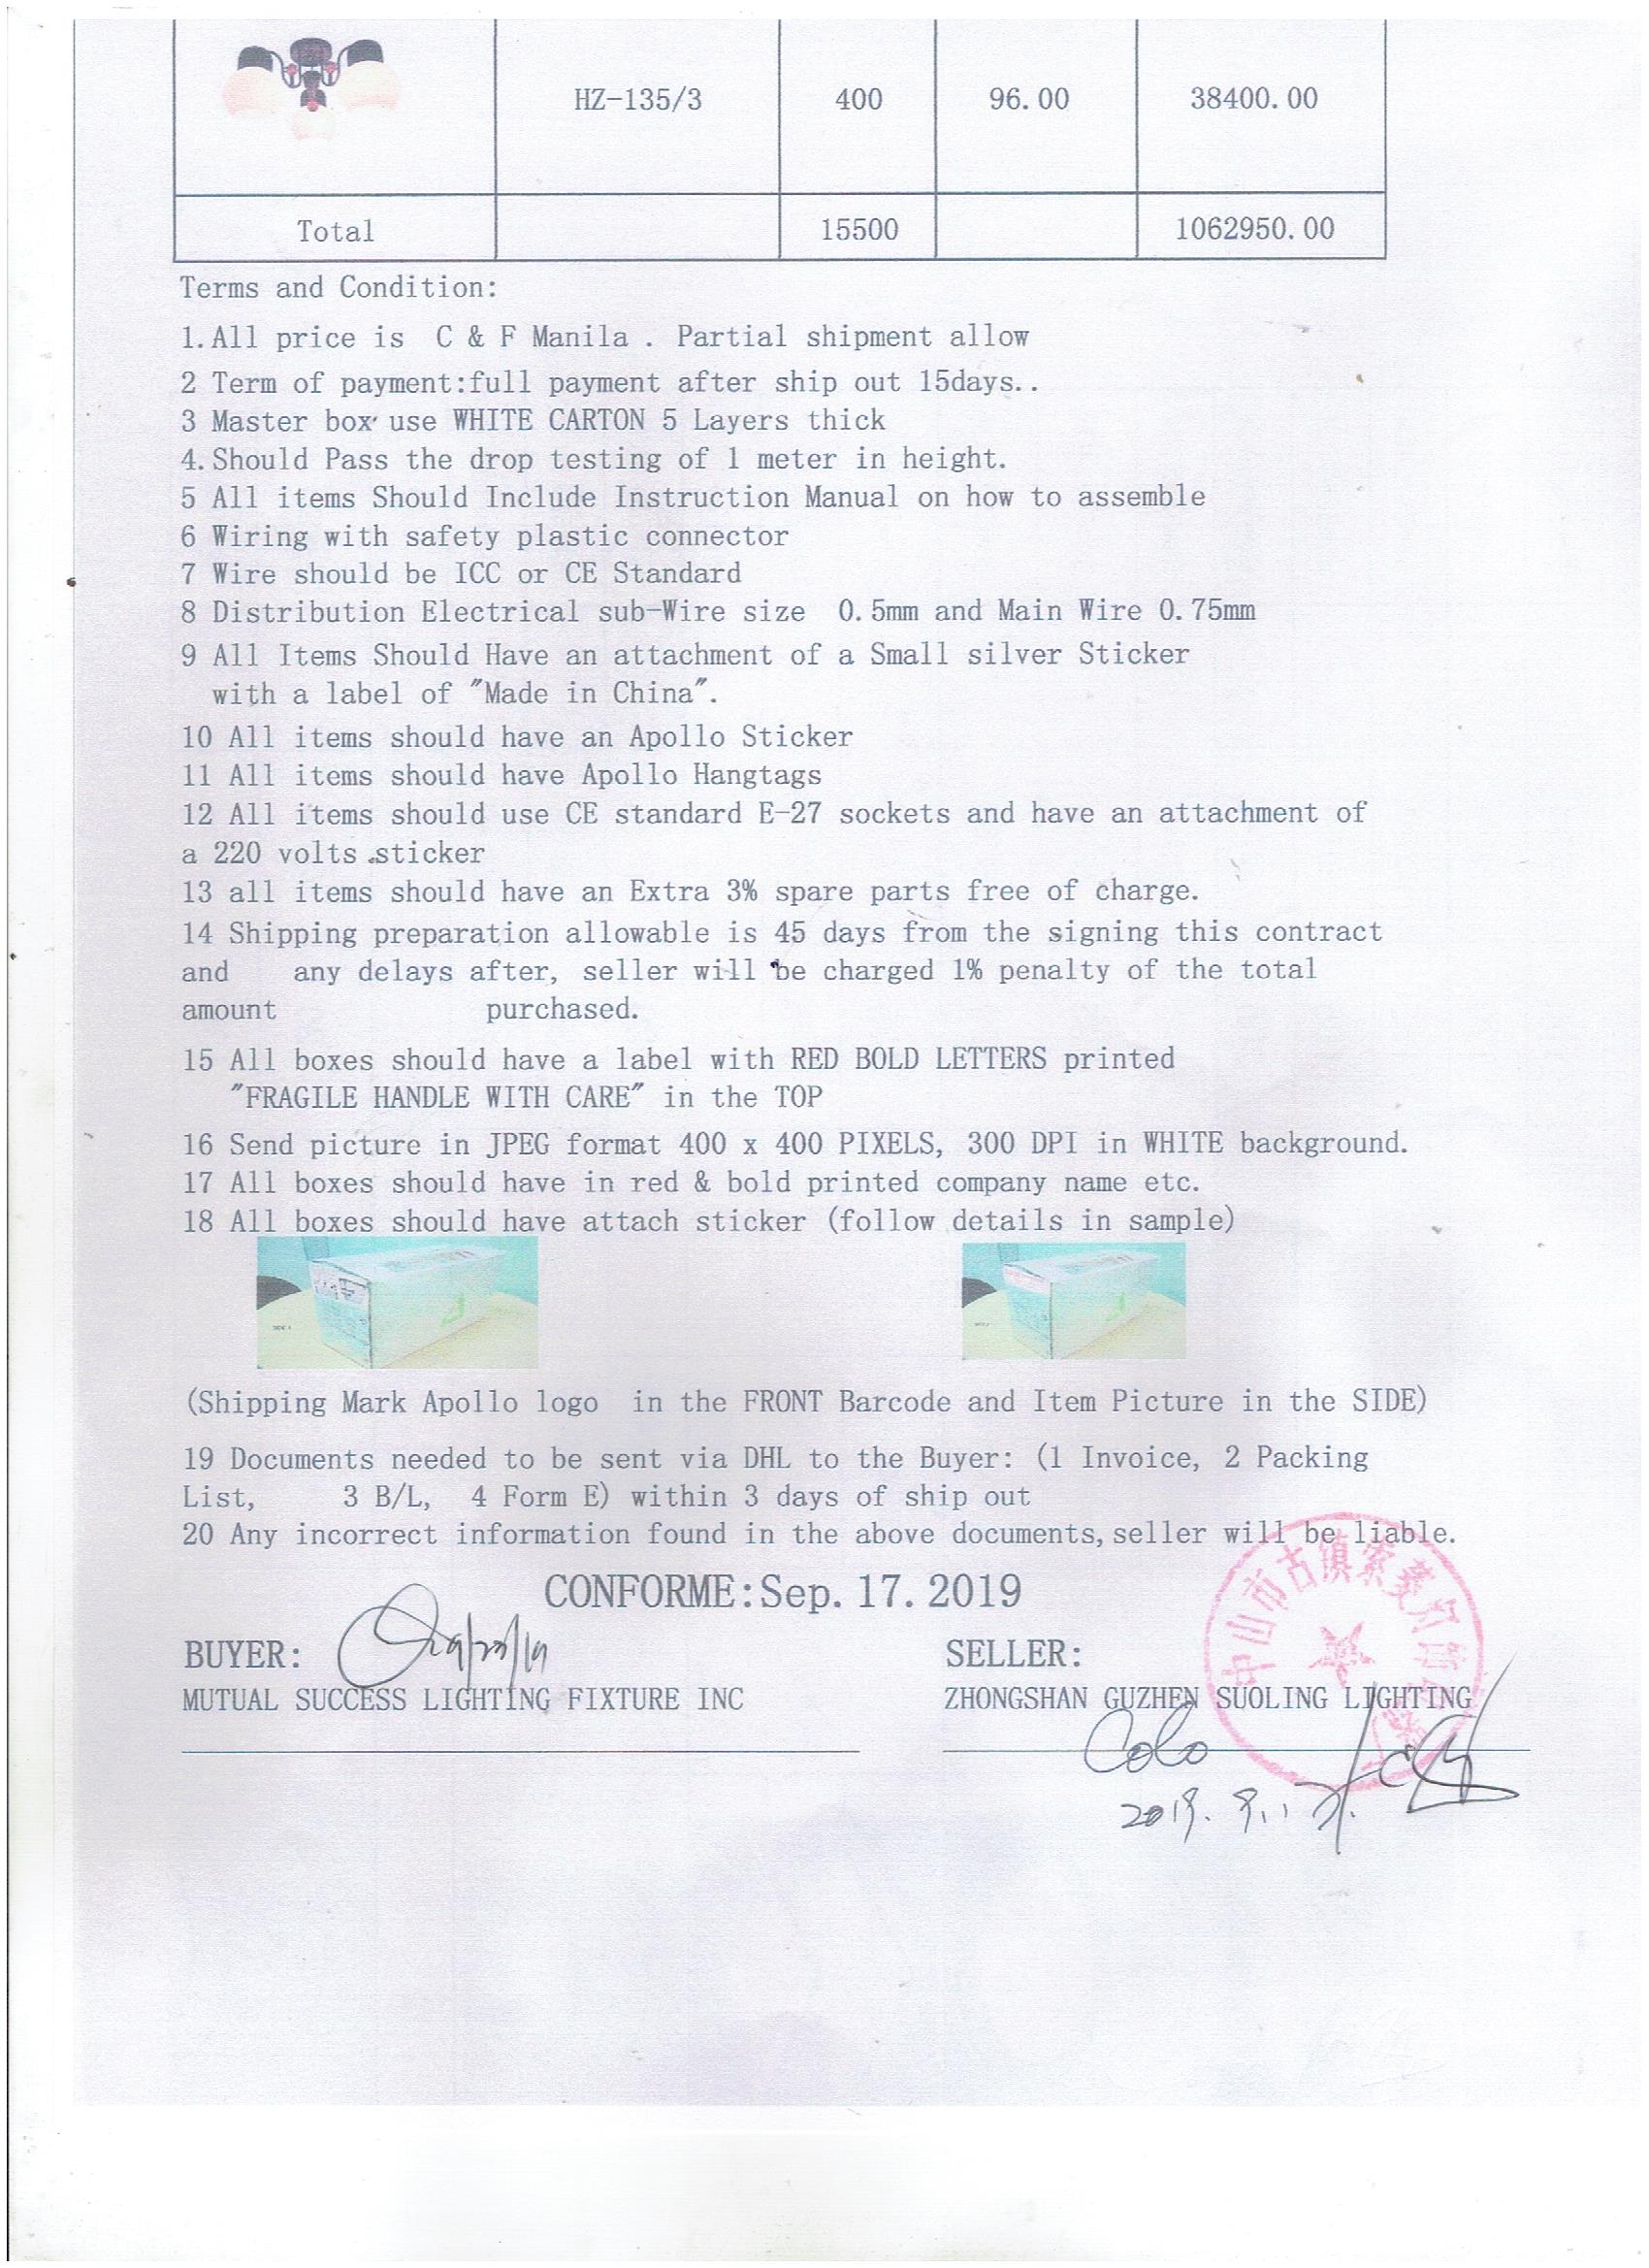 HZ-135/3 400 96.00 38400.00
Total 15500 1062950.00
Terms and Condition:
1.All price is C & F Manila . Partial shipment allow
2 Term of payment:full payment after ship out 15days..
3 Master box use WHITE CARTON 5 Layers thick
4.Should Pass the drop testing of 1 meter in height.
5 All items Should Include Instruction Manual on how to assemble
6 Wiring with safety plastic connector
7 Wire should be ICC or CE Standard
8 Distribution Electrical sub-Wire size 0.5mm and Main Wire 0.75mm
9 All Items Should Have an attachment of a Small silver Sticker
with a label of "Made in China".
10 All items should have an Apollo Sticker
11 All items should have Apollo Hangtags
12 All items should use CE standard E-27 sockets and have an attachment of
a 220 volts sticker
13 all items should have an Extra 3% spare parts free of charge.
14 Shipping preparation allowable is 45 days from the signing this contract
and any delays after, seller will be charged 1% penalty of the total
amount purchased.
15 All boxes should have a label with RED BOLD LETTERS printed
"FRAGILE HANDLE WITH CARE" in the TOP
16 Send picture in JPEG format 400 x 400 PIXELS, 300 DPI in WHITE background.
17 All boxes should have in red & bold printed company name etc.
18 All boxes should have attach sticker (follow details in sample)
(Shipping Mark Apollo logo in the FRONT Barcode and Item Picture in the SIDE)
19 Documents needed to be sent via DHL to the Buyer: (1 Invoice, 2 Packing
List, 3 B/L, 4 Form E) within 3 days of ship out
20 Any incorrect information found in the above documents, seller will be liable.
CONFORME:Sep.17.2019
BUYER:
SELLER:
MUTUAL SUCCESS LIGHTING FIXTURE INC
ZHONGSHAN GUZHEN SUOLING LIGHTING
中山市古镇索菱灯饰
Colo